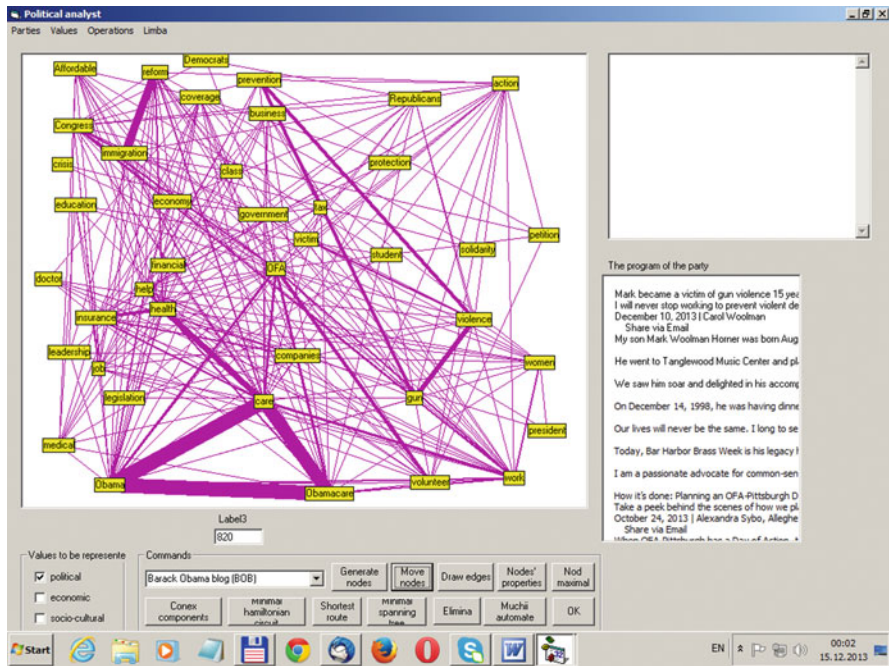 Political analyst
Parties Values Operations Limba
Affordable
reform
Democrats
prevention
action
coverage
Republicans
business
Congress
immigration
crisis
class
protection
education
economy
government
tax
victim
petition
student
solidarity
financial
OFA
doctor
help
health
insurance
violence
leadership
companies
women
job
legislation
care
gun
president
medical
Obama
Obamacare
volunteer
work
The program of the party
Mark became a victim of gun violence 15 yea
I will never stop working to prevent violent de
December 10, 2013 | Carol Woolman
Share via Email
My son Mark Woolman Horner was born Aug
He went to Tanglewood Music Center and pl
We saw him soar and delighted in his accomp
On December 14, 1998, he was having dinne
Our lives will never be the same. I long to se
Today, Bar Harbor Brass Week is his legacy
I am a passionate advocate for common-sen
How it's done: Planning an OFA-Pittsburgh D
Take a peek behind the scenes of how we pl
October 24, 2013 | Alexandra Sybo, Alleghe
Share via Email
When OFA-Pittsburgh has a Day of Action
Label3
820
Values to be represente
political
economic
socio-cultural
Commands
Barack Obama blog (BOB)
Generate nodes
Move nodes
Draw edges
Nodes' properties
Nod maximal
Conex components
Minimal hamiltonian circuit
Shortest route
Minimal spanning tree
Elimina
Muchii automate
OK
Start
EN
00:02
15.12.2013